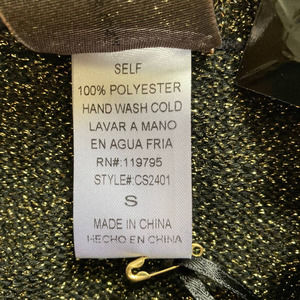 SELF
100% POLYESTER
HAND WASH COLD
LAVAR A MANO
EN AGUA FRIA
RN#:119795
STYLE#:CS2401
S
MADE IN CHINA
HECHO EN CHINA